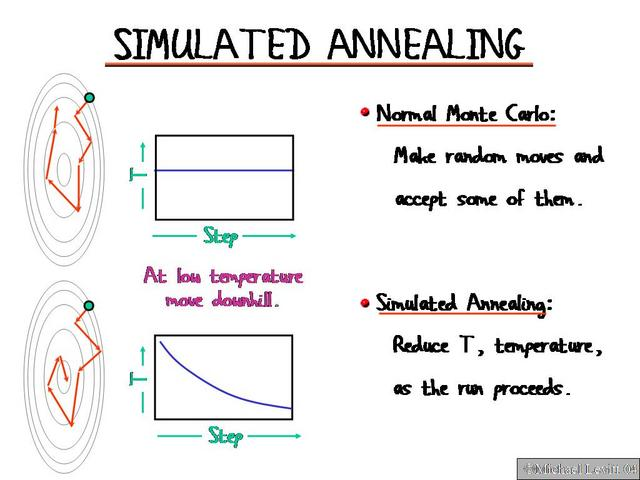 SIMULATED ANNEALING
Normal Monte Carlo:
Make random moves and
accept some of them.
T
Step
At low temperature
move downhill.
Simulated Annealing:
Reduce T, temperature,
as the run proceeds.
T
Step
©Michael Levitt 04